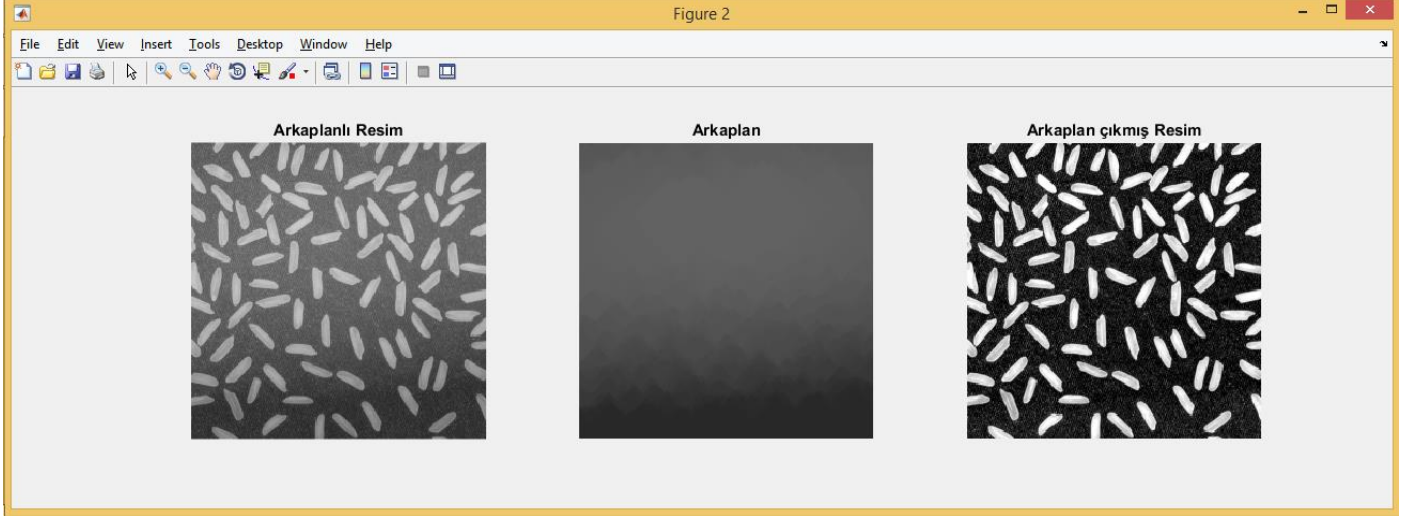 Figure 2
File Edit View Insert Tools Desktop Window Help
Arkaplanlı Resim Arkaplan Arkaplan çıkmış Resim